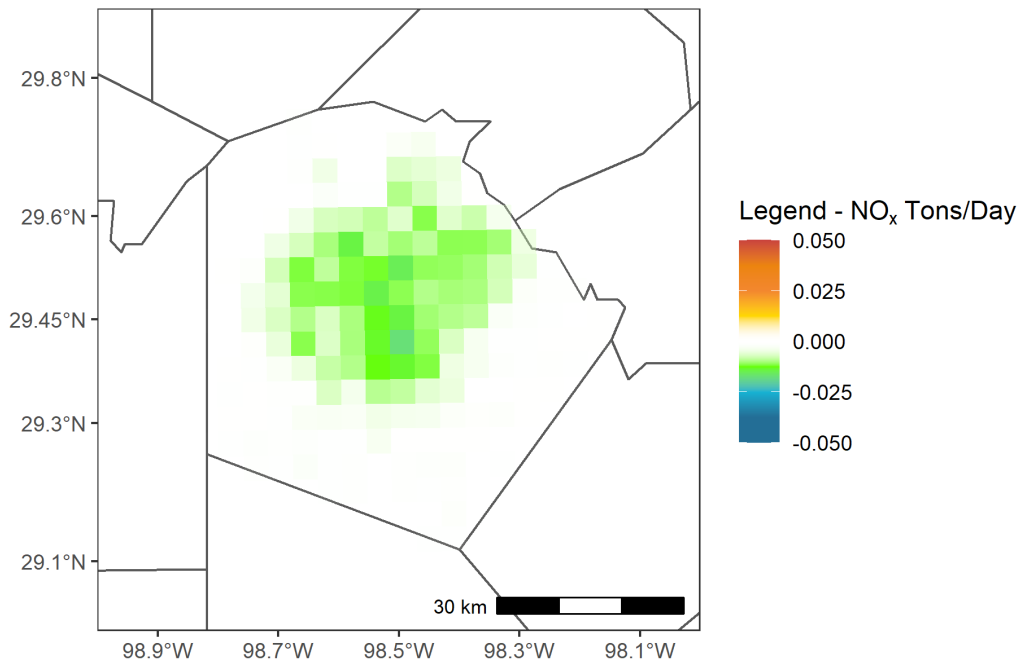 29.8°N
29.6°N
29.45°N
29.3°N
29.1°N
98.9°W
98.7°W
98.5°W
98.3°W
98.1°W
30 km
Legend - NOₓ Tons/Day
0.050
0.025
0.000
-0.025
-0.050